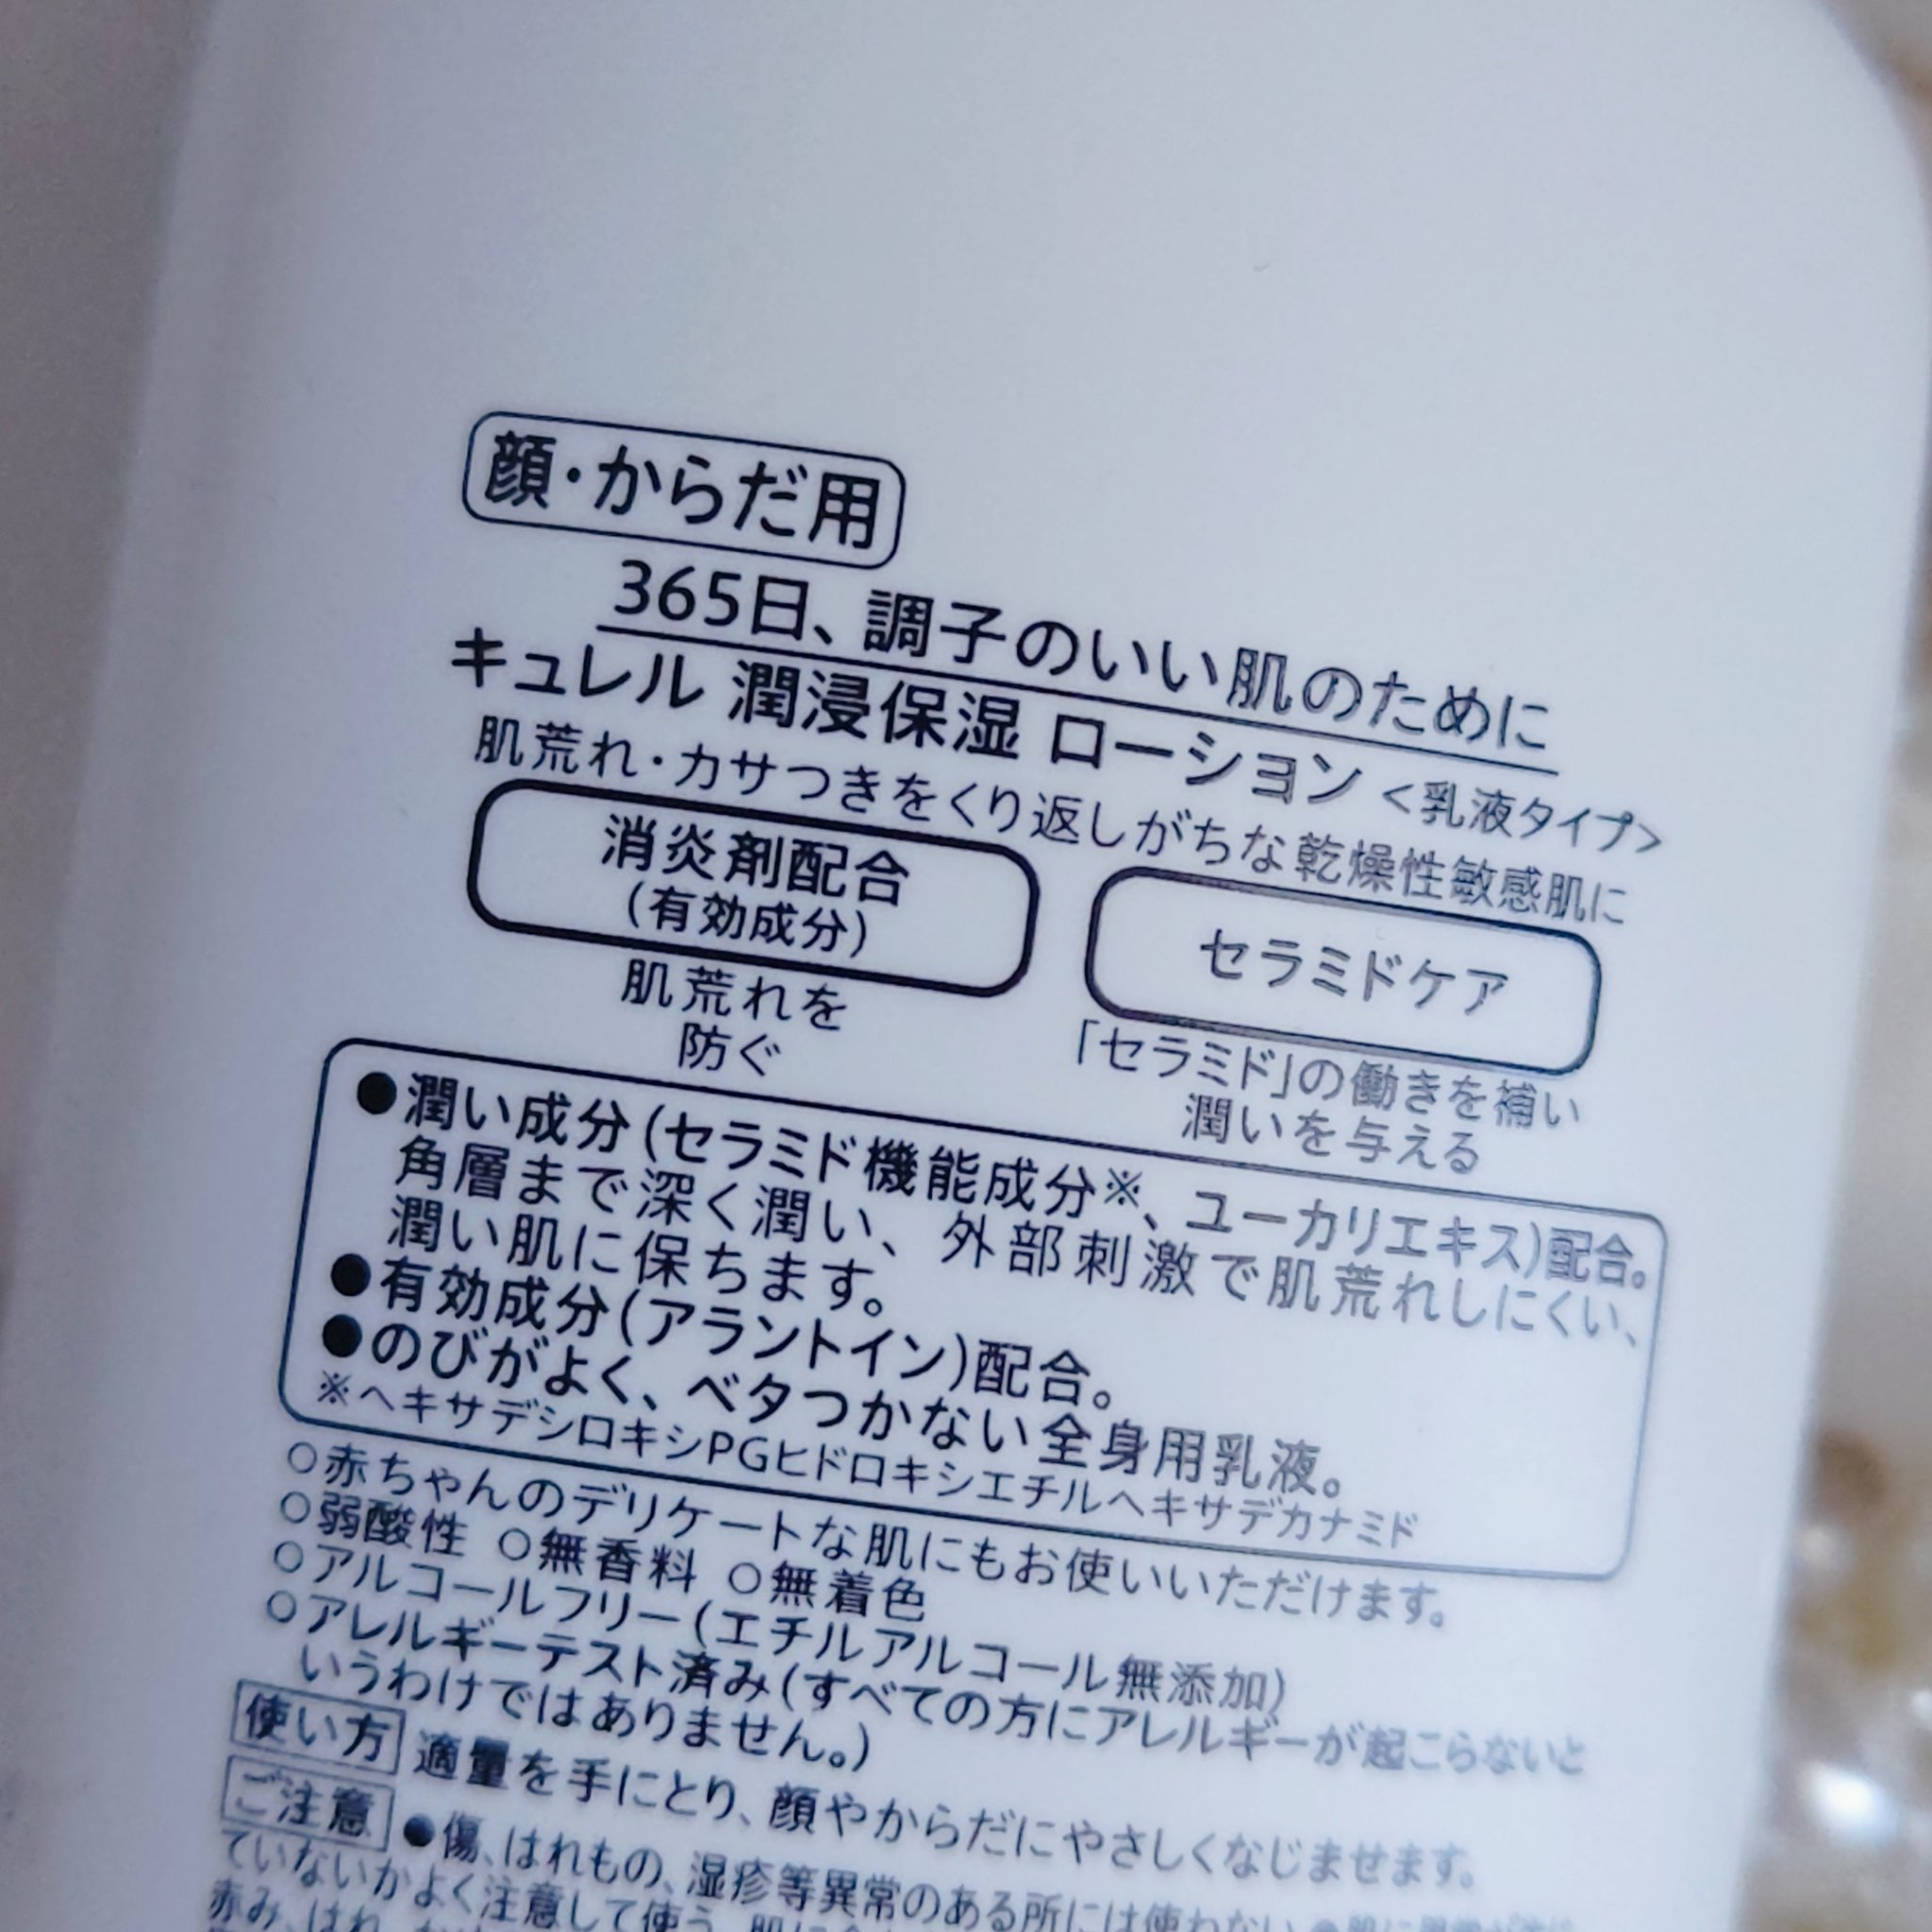 顔・からだ用
365日、調子のいい肌のために
キュレル 潤浸保湿 ローション <乳液タイプ>
肌荒れ・カサつきをくり返しがちな乾燥性敏感肌に
消炎剤配合
(有効成分)
セラミドケア
肌荒れを
防ぐ
「セラミド」の働きを補い
潤いを与える
●潤い成分(セラミド機能成分※、ユーカリエキス)配合。
角層まで深く潤い、外部刺激で肌荒れしにくい、
潤い肌に保ちます。
●有効成分(アラントイン)配合。
●のびがよく、ベタつかない全身用乳液。
※ヘキサデシロキシPGヒドロキシエチルヘキサデカナミド
○赤ちゃんのデリケートな肌にもお使いいただけます。
○弱酸性 ○無香料 ○無着色
○アルコールフリー(エチルアルコール無添加)
○アレルギーテスト済み(すべての方にアレルギーが起こらないと
いうわけではありません。)
使い方 適量を手にとり、顔やからだにやさしくなじませます。
ご注意 ●傷、はれもの、湿疹等異常のある所には使わない
ていないかよく注意して使う
赤み、はれ